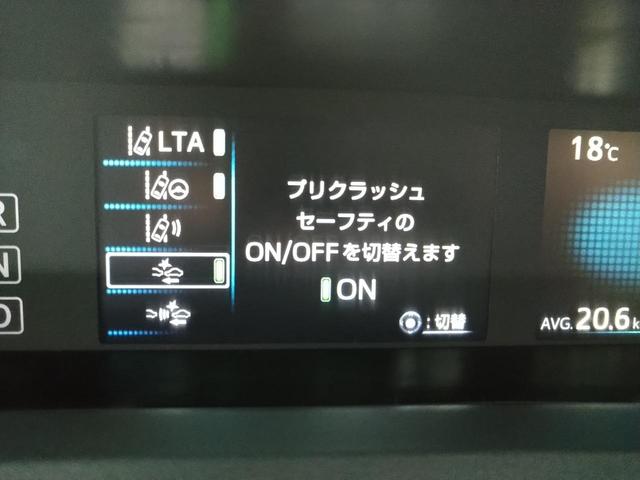 LTA
プリクラッシュ
セーフティの
ON/OFFを切替えます
ON
:切替
R
N
D
18℃
AVG. 20.6 k